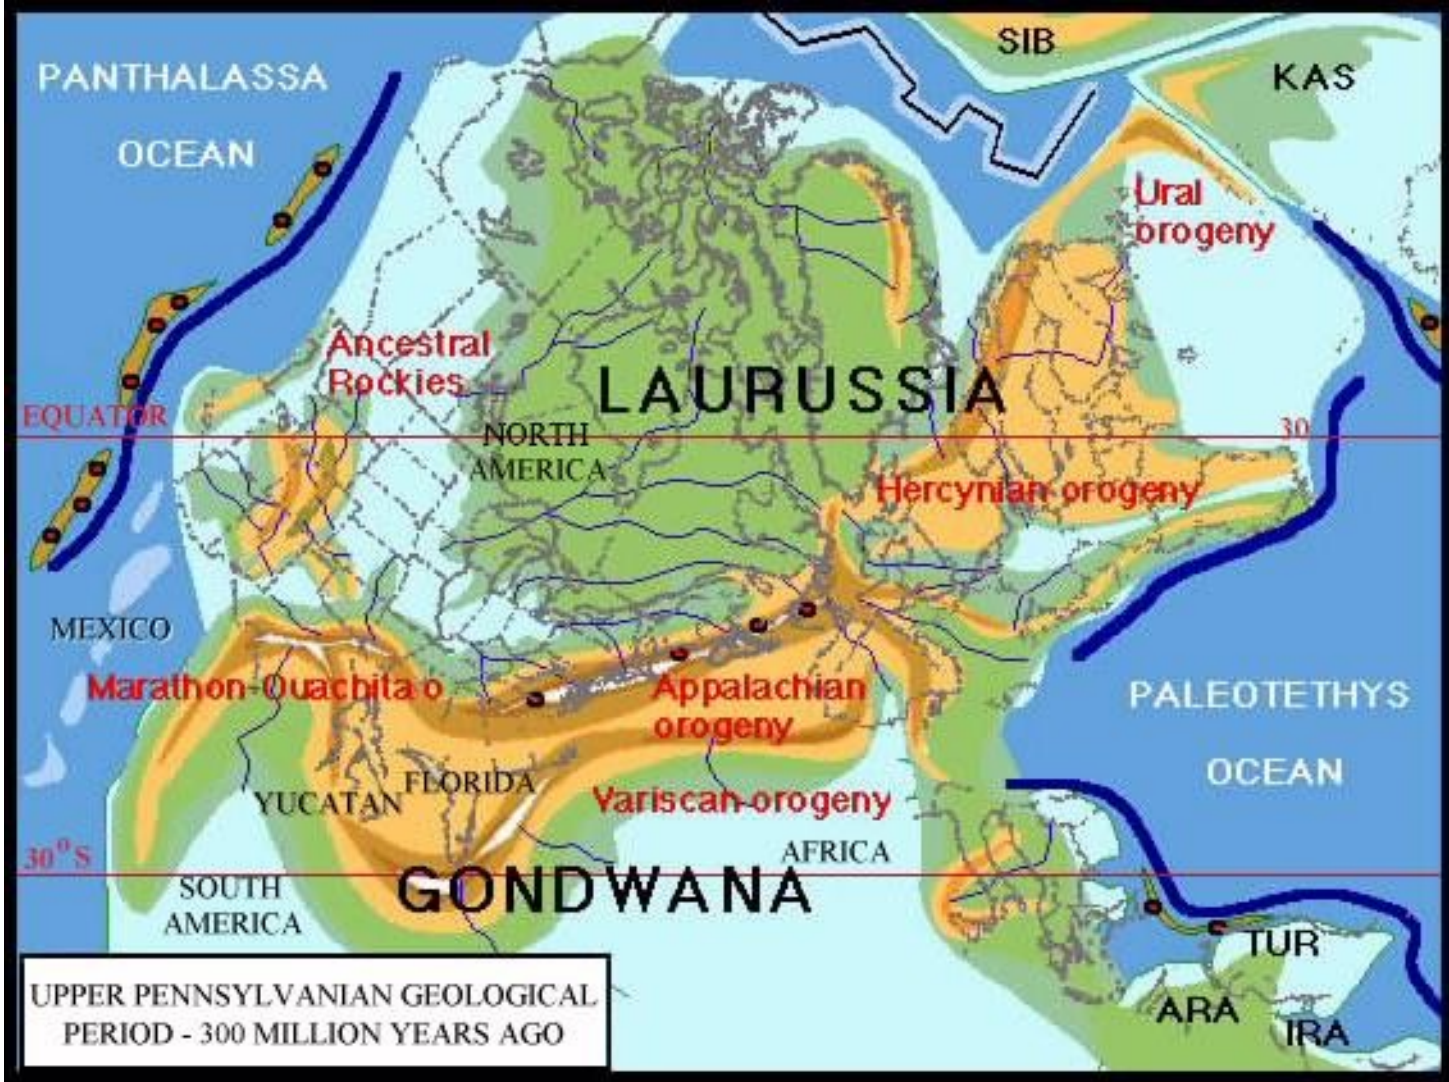 SIB
KAS
PANTHALASSA
OCEAN
Ural
orogeny
Ancestral
Rockies
LAURUSSIA
EQUATOR
30
NORTH
AMERICA
Hercynian orogeny
MEXICO
Marathon-Ouachita o
Appalachian
orogeny
PALEOTETHYS
OCEAN
YUCATAN
FLORIDA
Variscan-orogeny
AFRICA
30° S
GONDWANA
SOUTH
AMERICA
TUR
ARA
IRA
UPPER PENNSYLVANIAN GEOLOGICAL
PERIOD - 300 MILLION YEARS AGO